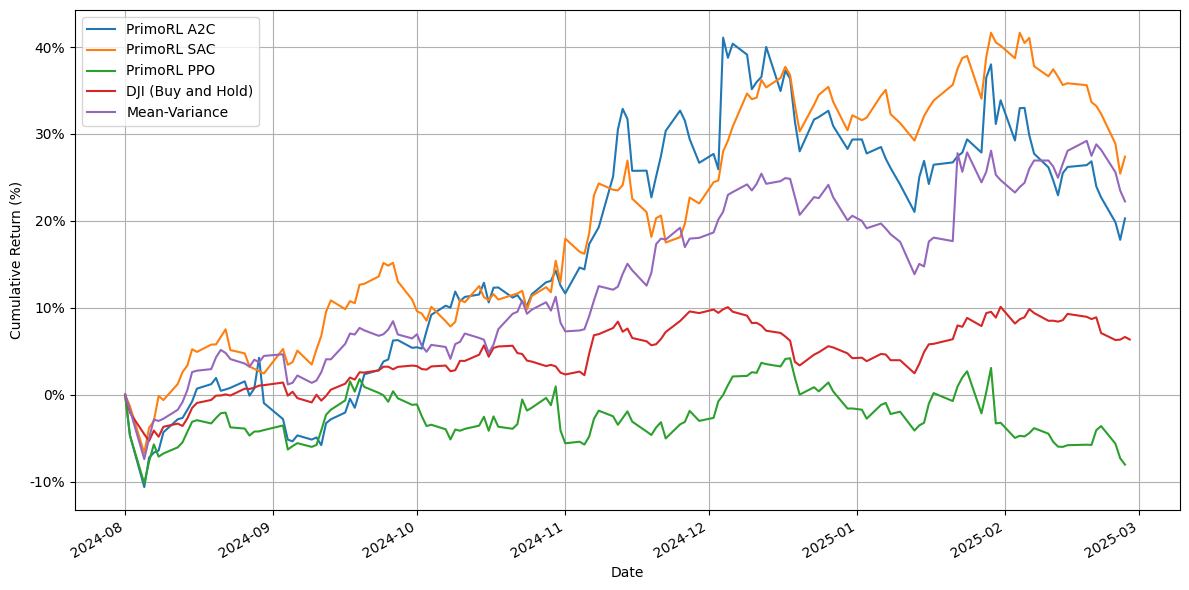 PrimoRL A2C
PrimoRL SAC
PrimoRL PPO
DJI (Buy and Hold)
Mean-Variance
Cumulative Return (%)
40%
30%
20%
10%
0%
-10%
2024-08
2024-09
2024-10
2024-11
2024-12
2025-01
2025-02
2025-03
Date